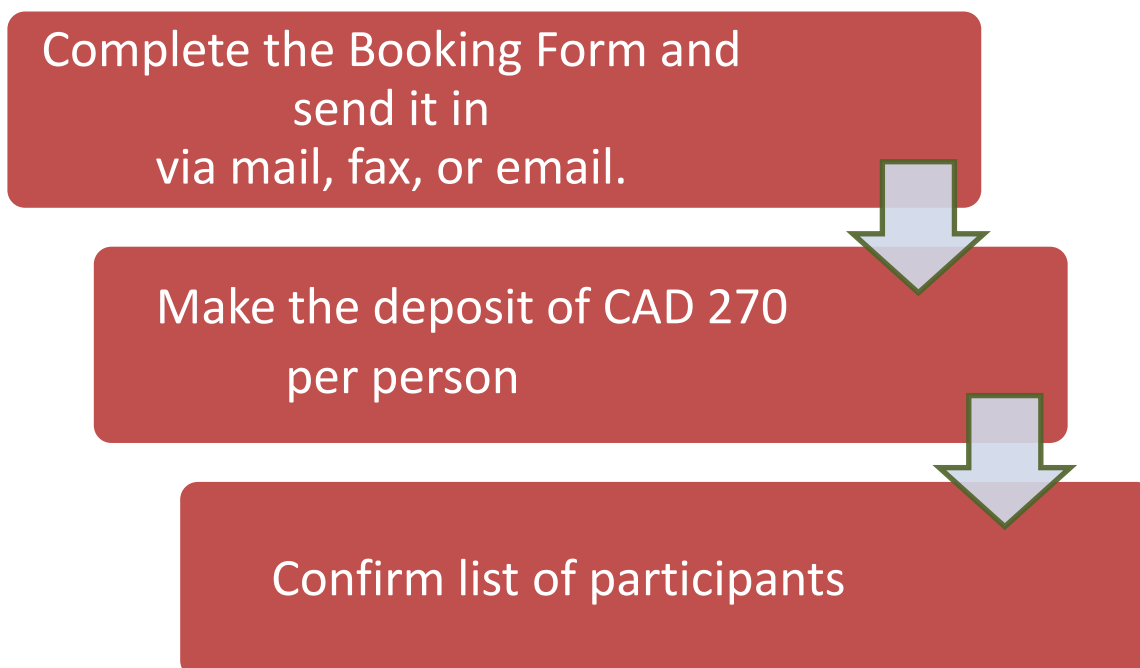 Complete the Booking Form and
send it in
via mail, fax, or email.
Make the deposit of CAD 270
per person
Confirm list of participants